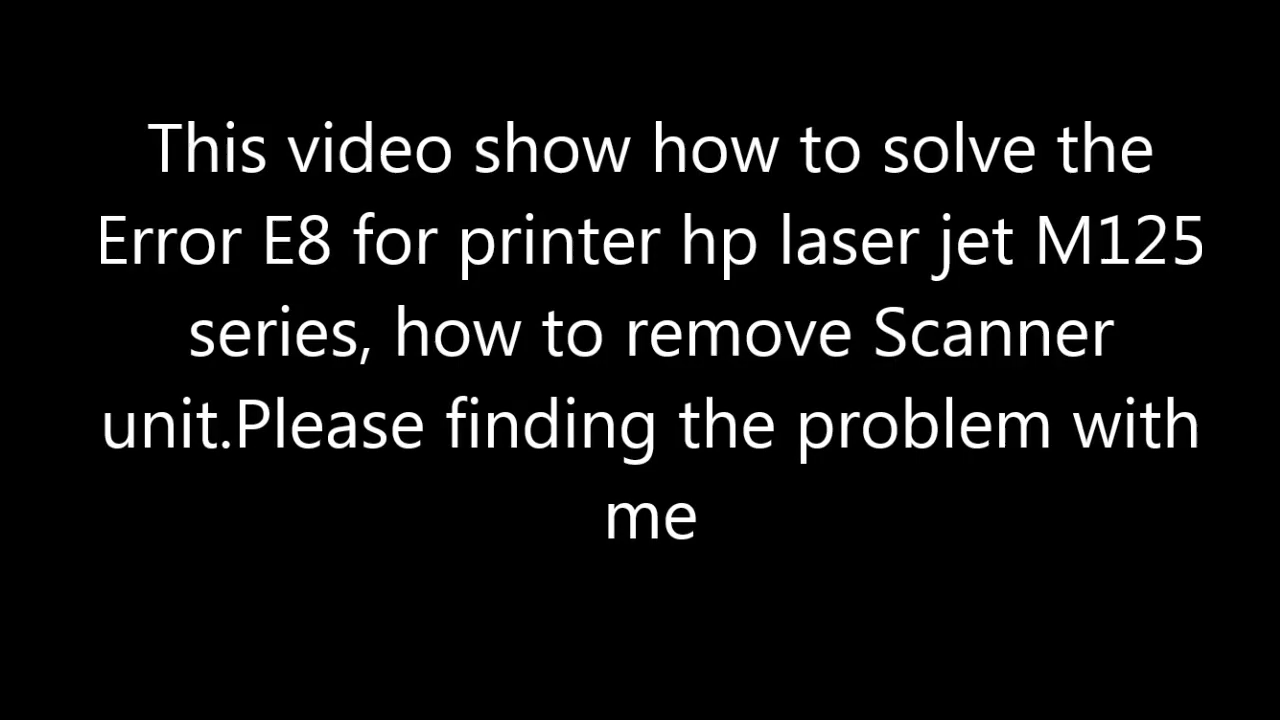 This video show how to solve the
Error E8 for printer hp laser jet M125
series, how to remove Scanner
unit.Please finding the problem with
me